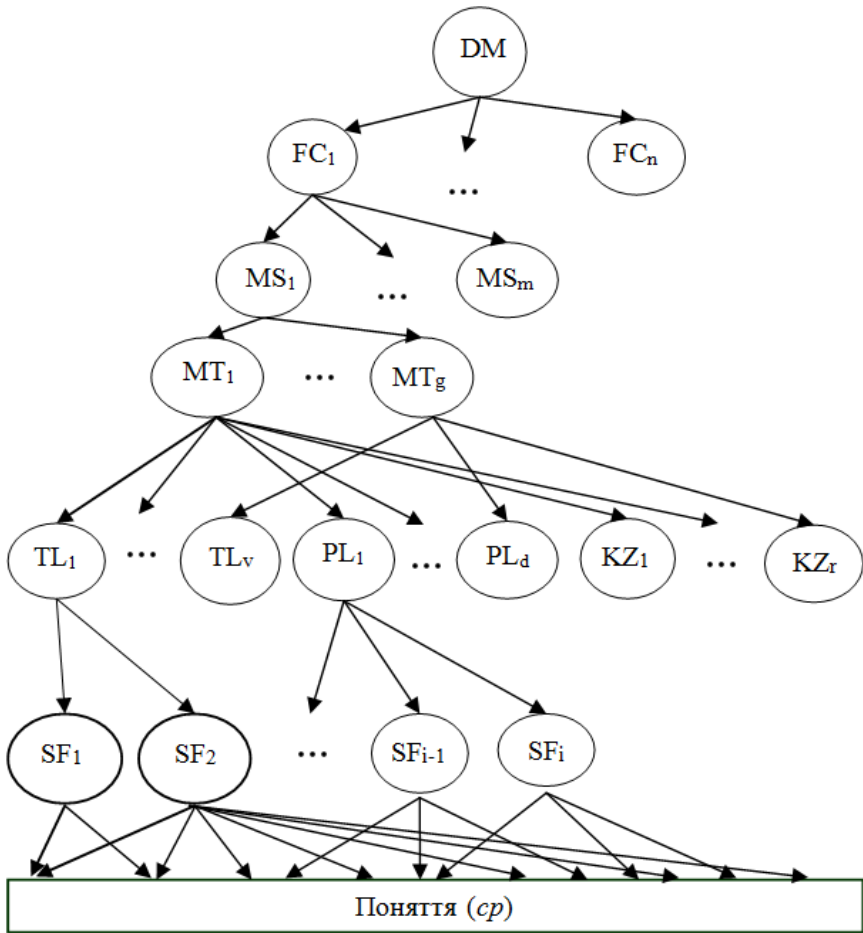 DM
FC₁ ... FCₙ
MS₁ ... MSₘ
MT₁ ... MTg
TL₁ ... TLᵥ PL₁ ... PLd KZ₁ ... KZᵣ
SF₁ SF₂ ... SFᵢ₋₁ SFᵢ
Поняття (ср)